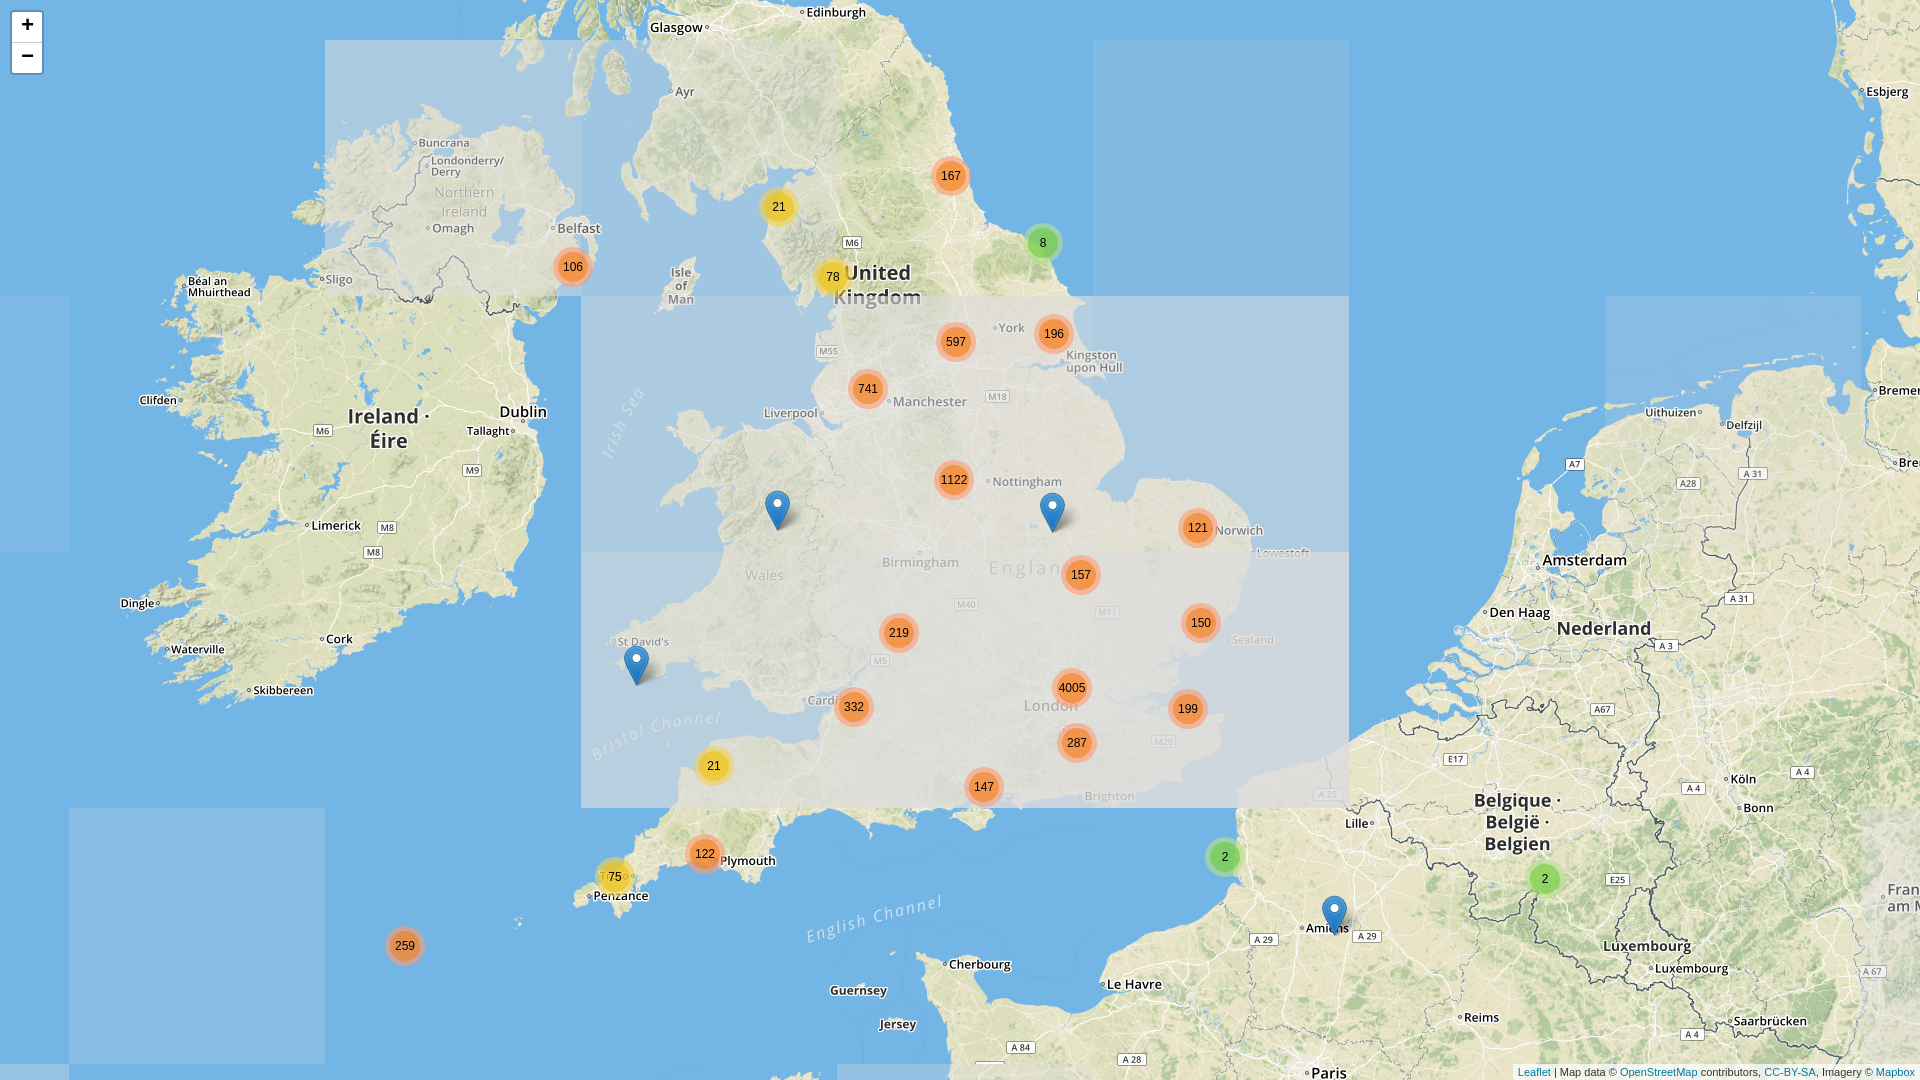 +
−
Glasgow
Edinburgh
Ayr
Esbjerg
Buncrana
Londonderry/
Derry
Northern
Ireland
Omagh
Belfast
167
21
8
M6
106
78
United
Kingdom
Isle
of
Man
Sligo
Béal an
Mhuirthead
York
196
597
M55
Kingston
upon Hull
741
Manchester
M18
Liverpool
Irish Sea
Clifden
Ireland ·
Éire
Dublin
Tallaght
M6
M9
Uithuizen
Delfzijl
A7
A 31
A28
1122
Nottingham
121
Norwich
Lowestoft
Limerick
M8
M8
Birmingham
Wales
157
Amsterdam
Dingle
M40
M11
A 31
Den Haag
150
219
Nederland
Cork
Waterville
St David's
Sealand
A 3
M5
Skibbereen
4005
London
199
332
A67
Bristol Channel
287
M20
E17
21
A 4
Köln
A 4
147
Brighton
A 25
Bonn
Belgique ·
België ·
Belgien
Lille
122
Plymouth
2
75
Penzance
2
E25
English Channel
A 29
A 29
259
Luxembourg
Luxembourg
Cherbourg
A 67
Le Havre
Guernsey
Jersey
Reims
Saarbrücken
A 84
A 28
A 4
Paris
Leaflet | Map data © OpenStreetMap contributors, CC-BY-SA, Imagery © Mapbox